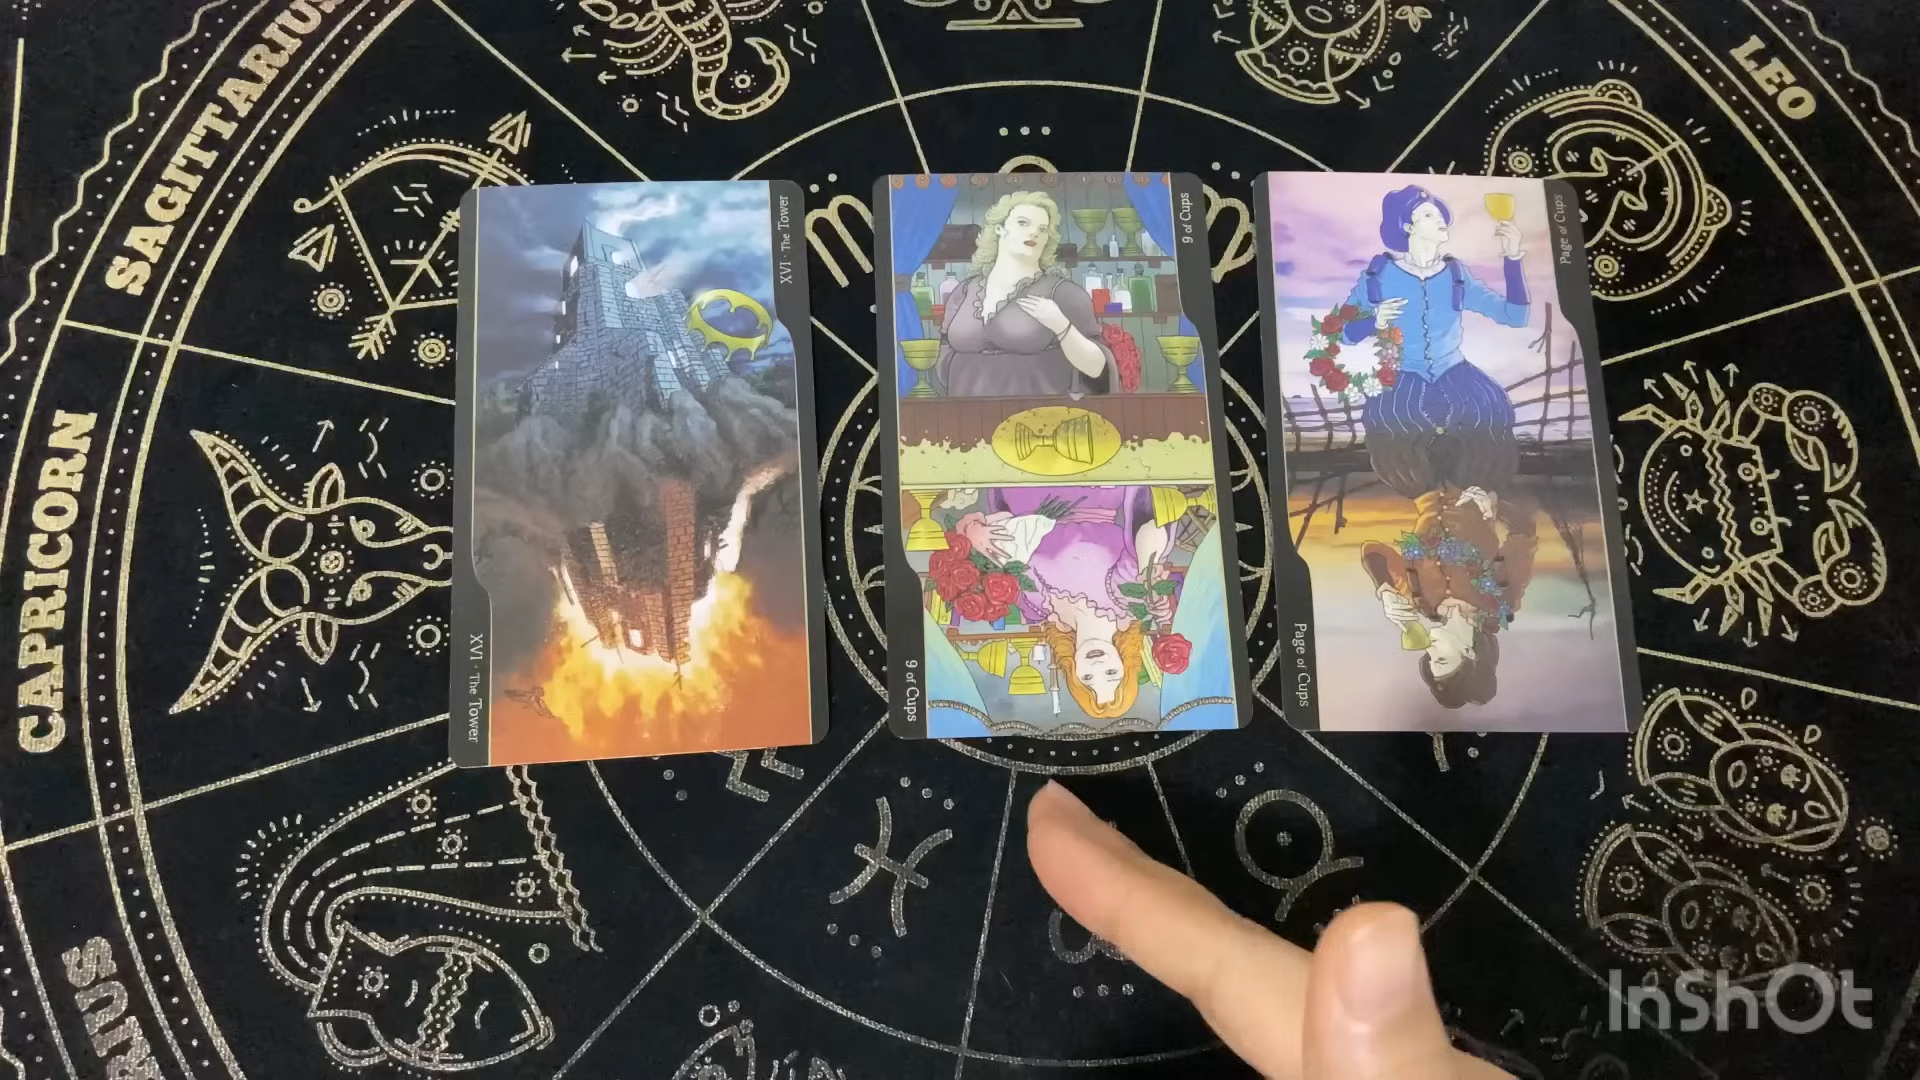 SAGITTARIUS
LEO
CAPRICORN
XVI · The Tower
XVI · The Tower
9 of Cups
9 of Cups
Page of Cups
Page of Cups
InShOt